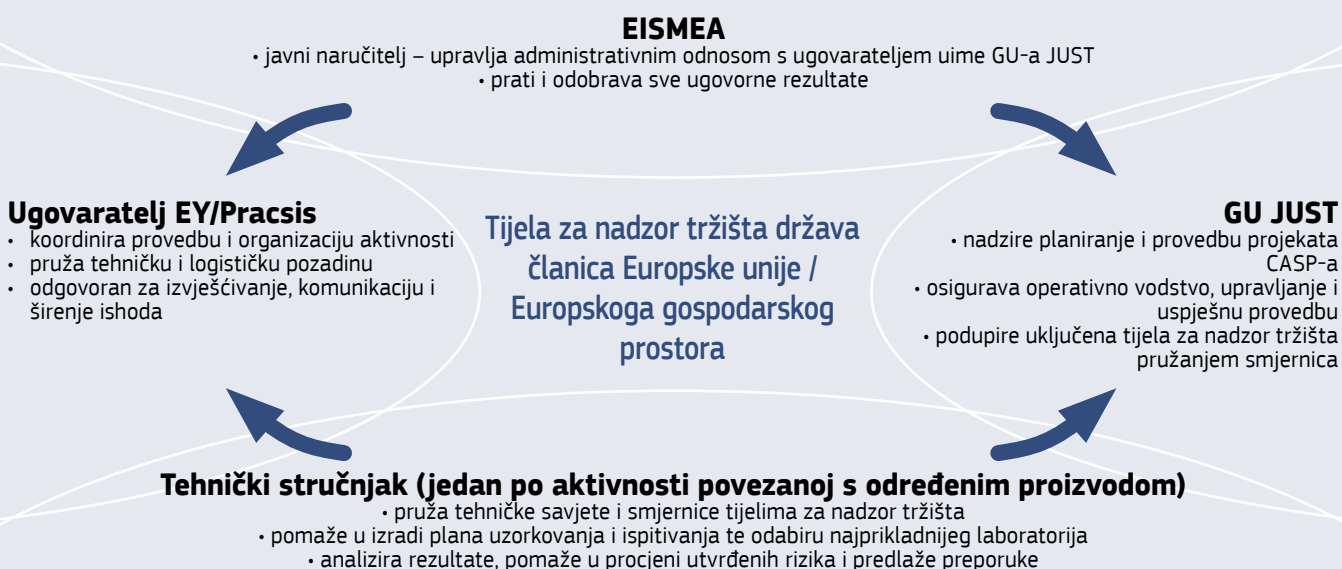 EISMEA
• javni naručitelj – upravlja administrativnim odnosom s ugovarateljem uime GU-a JUST
• prati i odobrava sve ugovorne rezultate
Ugovaratelj EY/Pracsis
• koordinira provedbu i organizaciju aktivnosti
• pruža tehničku i logističku pozadinu
• odgovoran za izvješćivanje, komunikaciju i
širenje ishoda
Tijela za nadzor tržišta država
članica Europske unije /
Europskoga gospodarskog
prostora
GU JUST
• nadzire planiranje i provedbu projekata
CASP-a
• osigurava operativno vodstvo, upravljanje i
uspješnu provedbu
• podupire uključena tijela za nadzor tržišta
pružanjem smjernica
Tehnički stručnjak (jedan po aktivnosti povezanoj s određenim proizvodom)
• pruža tehničke savjete i smjernice tijelima za nadzor tržišta
• pomaže u izradi plana uzorkovanja i ispitivanja te odabiru najprikladnijeg laboratorija
• analizira rezultate, pomaže u procjeni utvrđenih rizika i predlaže preporuke